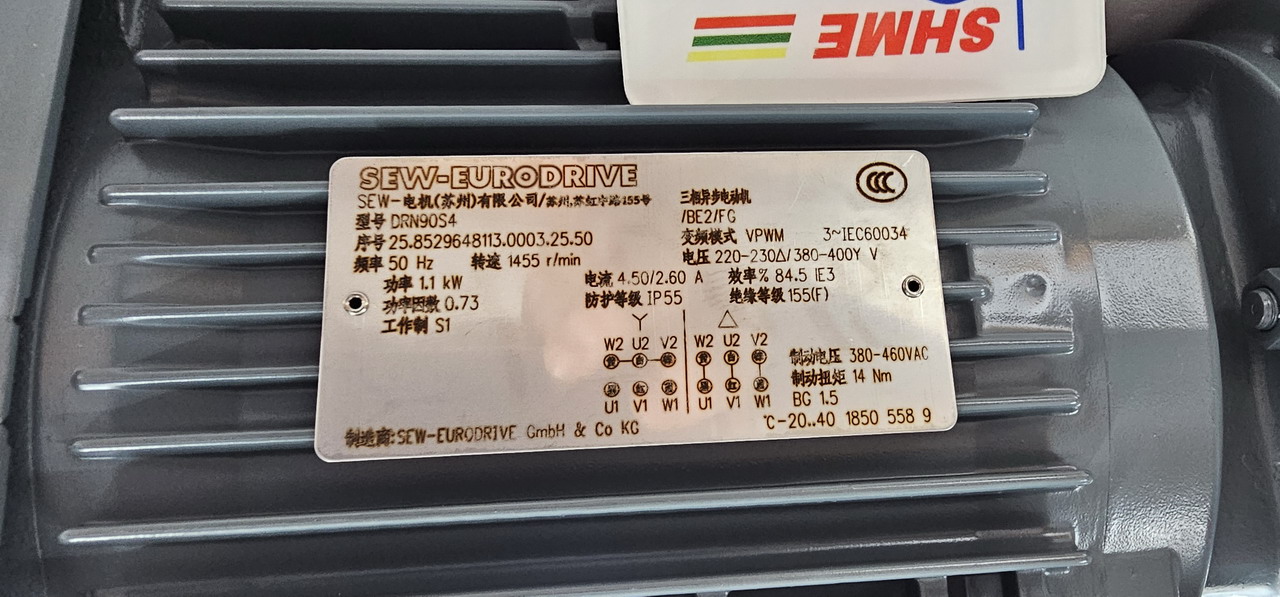 SHME
SEW-EURODRIVE
SEW-电机(苏州)有限公司/苏州,苏虹中路155号
三相异步电动机
型号 DRN90S4
/BE2/FG
序号 25.8529648113.0003.25.50
变频模式 VPWM 3~IEC60034
频率 50 Hz 转速 1455 r/min
电压 220-230Δ/380-400Y V
功率 1.1 kW
电流 4.50/2.60 A 效率% 84.5 IE3
功率因数 0.73
防护等级 IP55 绝缘等级 155(F)
工作制 S1
Y △
W2 U2 V2 W2 U2 V2
U1 V1 W1 U1 V1 W1
制动电压 380-460VAC
制动扭矩 14 Nm
BG 1.5
制造商:SEW-EURODRIVE GmbH & Co KG
℃-20..40 1850 558 9